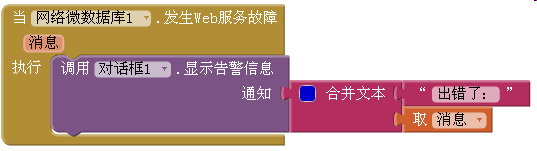 当 网络微数据库1 .发生Web服务故障
消息
执行 调用 对话框1 .显示告警信息
通知 合并文本 “ 出错了： ”
取 消息